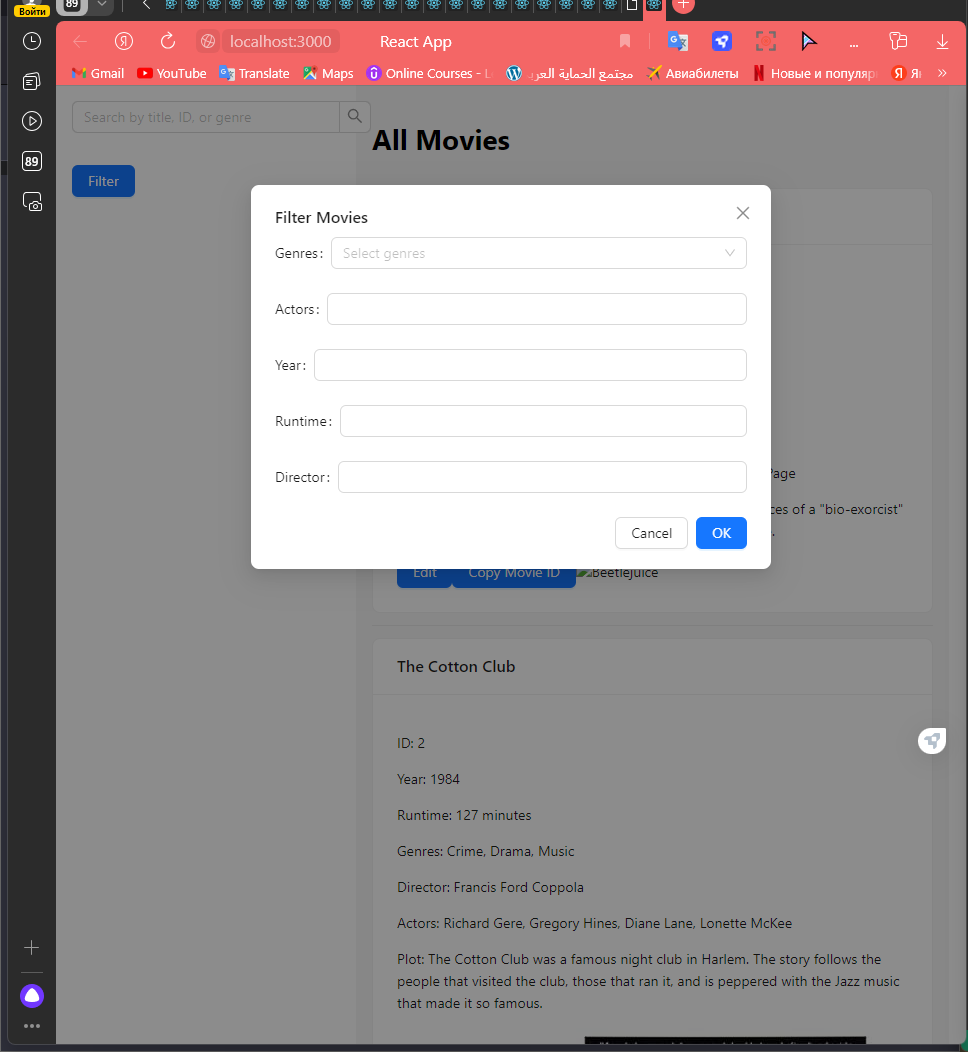 Войти
89
localhost:3000
React App
...
Gmail
YouTube
Translate
Maps
Online Courses - L
مجتمع الحماية العرب
Авиабилеты
Новые и популяр
Я
»
89
Search by title, ID, or genre
Filter
All Movies
Filter Movies
Genres:
Select genres
Actors:
Year:
Runtime:
Director:
Cancel
OK
Page
ces of a "bio-exorcist"
Edit
Copy Movie ID
Beetlejuice
The Cotton Club
ID: 2
Year: 1984
Runtime: 127 minutes
Genres: Crime, Drama, Music
Director: Francis Ford Coppola
Actors: Richard Gere, Gregory Hines, Diane Lane, Lonette McKee
Plot: The Cotton Club was a famous night club in Harlem. The story follows the
people that visited the club, those that ran it, and is peppered with the Jazz music
that made it so famous.